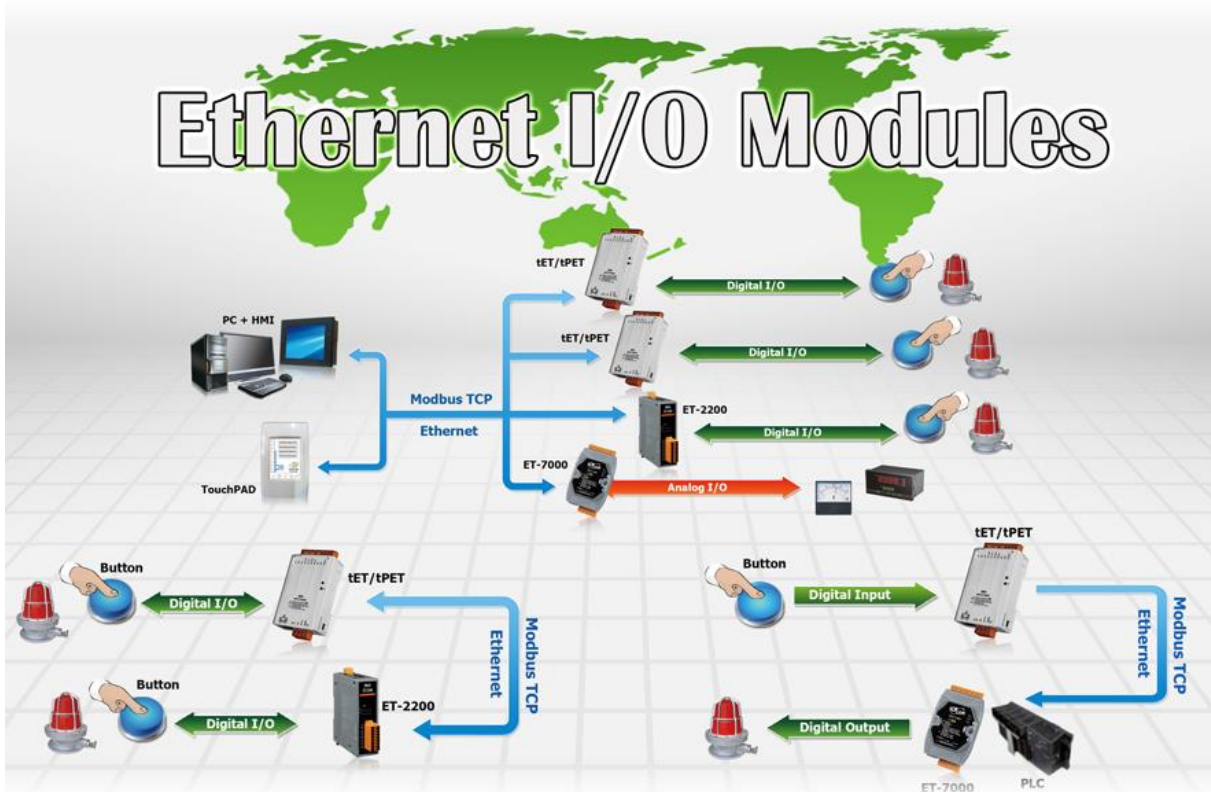 Ethernet I/O Modules
tET/tPET
Digital I/O
PC + HMI
tET/tPET
Digital I/O
Modbus TCP
Ethernet
ET-2200
Digital I/O
TouchPAD
ET-7000
Analog I/O
Button
Digital I/O
tET/tPET
Modbus TCP
Ethernet
Button
Digital I/O
ET-2200
Button
Digital Input
tET/tPET
Modbus TCP
Ethernet
Digital Output
ET-7000
PLC